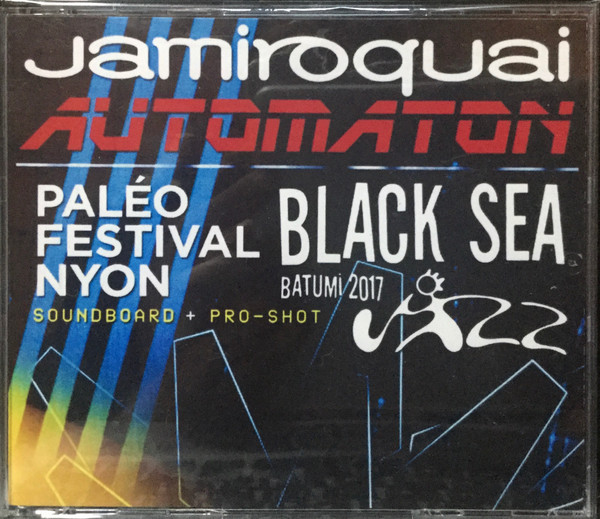 Jamiroquai
AUTOMATON
PALÉO
FESTIVAL
NYON
BLACK SEA
BATUMi 2017
JAZZ
SOUNDBOARD + PRO-SHOT